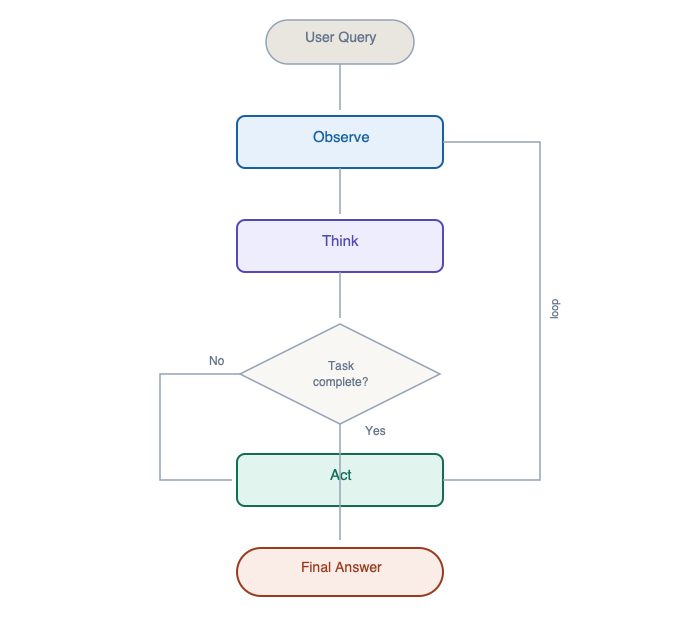 User Query
Observe
Think
loop
No
Task
complete?
Yes
Act
Final Answer